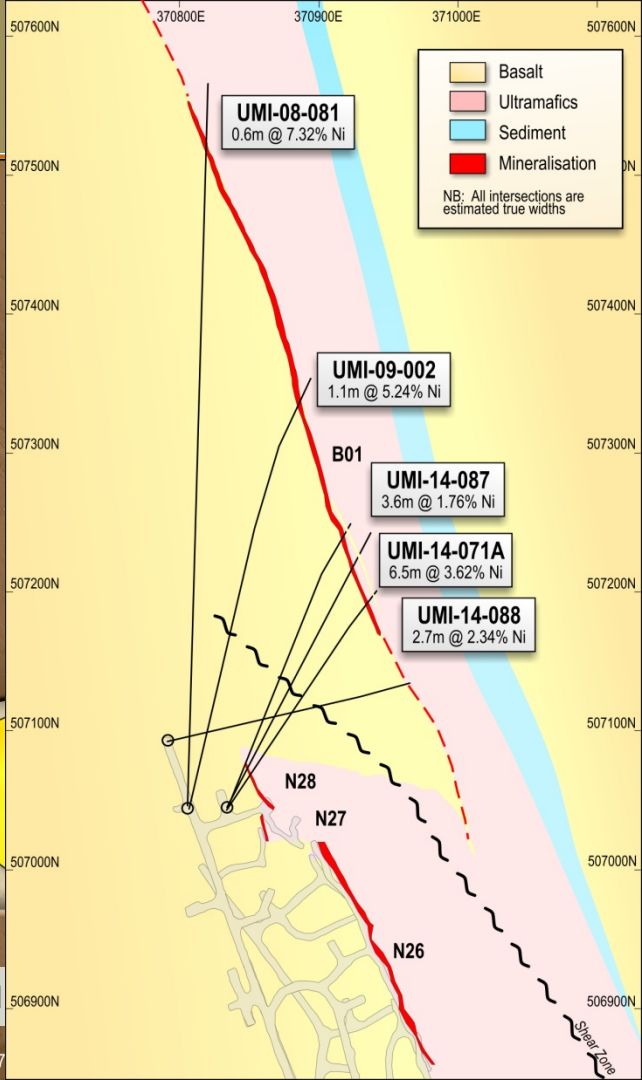 370800E 370900E 371000E
507600N 507600N
Basalt
Ultramafics
Sediment
Mineralisation
NB: All intersections are
estimated true widths
UMI-08-081
0.6m @ 7.32% Ni
507500N
507400N 507400N
UMI-09-002
1.1m @ 5.24% Ni
507300N 507300N
B01
UMI-14-087
3.6m @ 1.76% Ni
UMI-14-071A
6.5m @ 3.62% Ni
507200N 507200N
UMI-14-088
2.7m @ 2.34% Ni
507100N 507100N
N28
N27
507000N 507000N
N26
506900N 506900N
Shear Zone